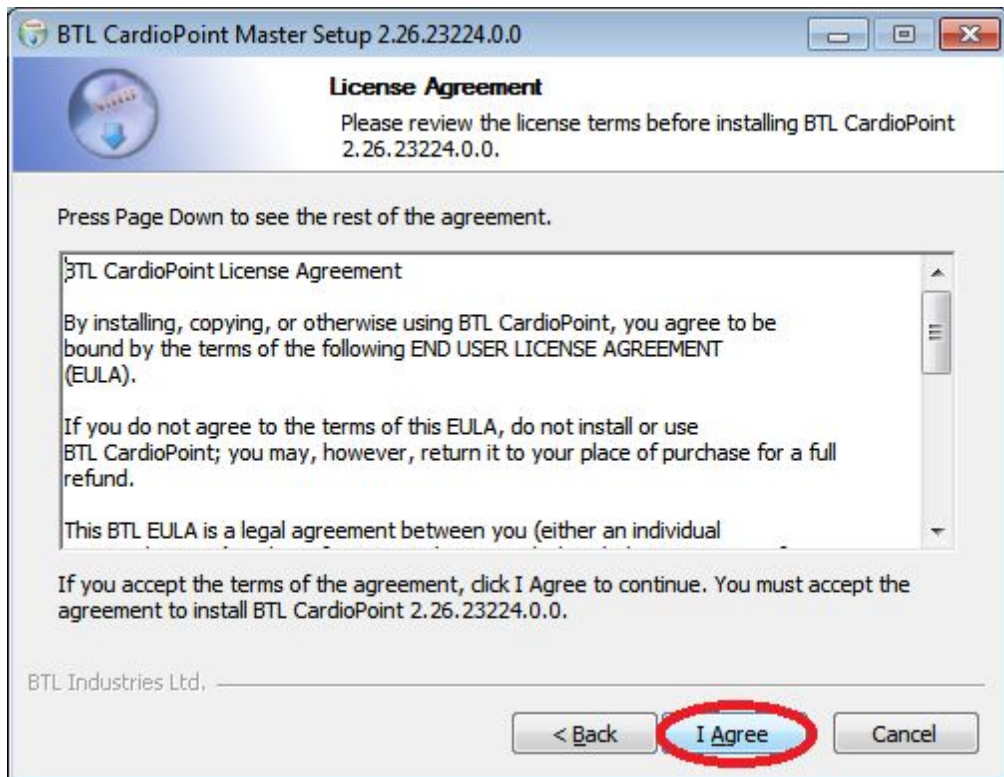 BTL CardioPoint Master Setup 2.26.23224.0.0
License Agreement
Please review the license terms before installing BTL CardioPoint
2.26.23224.0.0.
Press Page Down to see the rest of the agreement.
BTL CardioPoint License Agreement
By installing, copying, or otherwise using BTL CardioPoint, you agree to be
bound by the terms of the following END USER LICENSE AGREEMENT
(EULA).
If you do not agree to the terms of this EULA, do not install or use
BTL CardioPoint; you may, however, return it to your place of purchase for a full
refund.
This BTL EULA is a legal agreement between you (either an individual
If you accept the terms of the agreement, click I Agree to continue. You must accept the
agreement to install BTL CardioPoint 2.26.23224.0.0.
BTL Industries Ltd.
< Back
I Agree
Cancel